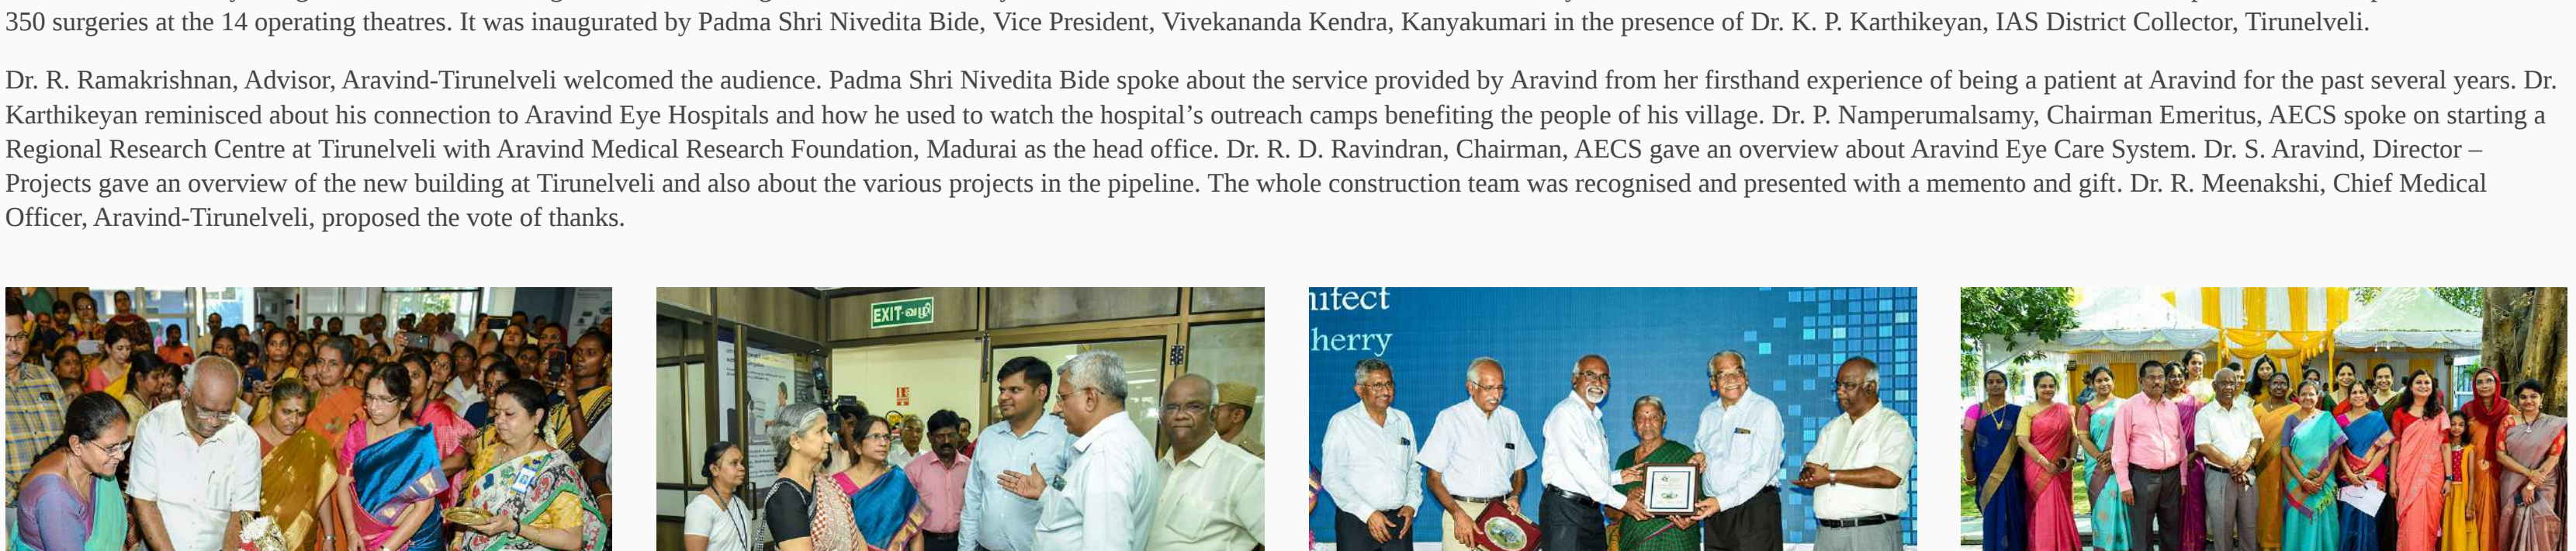 350 surgeries at the 14 operating theatres. It was inaugurated by Padma Shri Nivedita Bide, Vice President, Vivekananda Kendra, Kanyakumari in the presence of Dr. K. P. Karthikeyan, IAS District Collector, Tirunelveli.
Dr. R. Ramakrishnan, Advisor, Aravind-Tirunelveli welcomed the audience. Padma Shri Nivedita Bide spoke about the service provided by Aravind from her firsthand experience of being a patient at Aravind for the past several years. Dr.
Karthikeyan reminisced about his connection to Aravind Eye Hospitals and how he used to watch the hospital’s outreach camps benefiting the people of his village. Dr. P. Namperumalsamy, Chairman Emeritus, AECS spoke on starting a
Regional Research Centre at Tirunelveli with Aravind Medical Research Foundation, Madurai as the head office. Dr. R. D. Ravindran, Chairman, AECS gave an overview about Aravind Eye Care System. Dr. S. Aravind, Director –
Projects gave an overview of the new building at Tirunelveli and also about the various projects in the pipeline. The whole construction team was recognised and presented with a memento and gift. Dr. R. Meenakshi, Chief Medical
Officer, Aravind-Tirunelveli, proposed the vote of thanks.
EXIT-வழி
hitect
herry